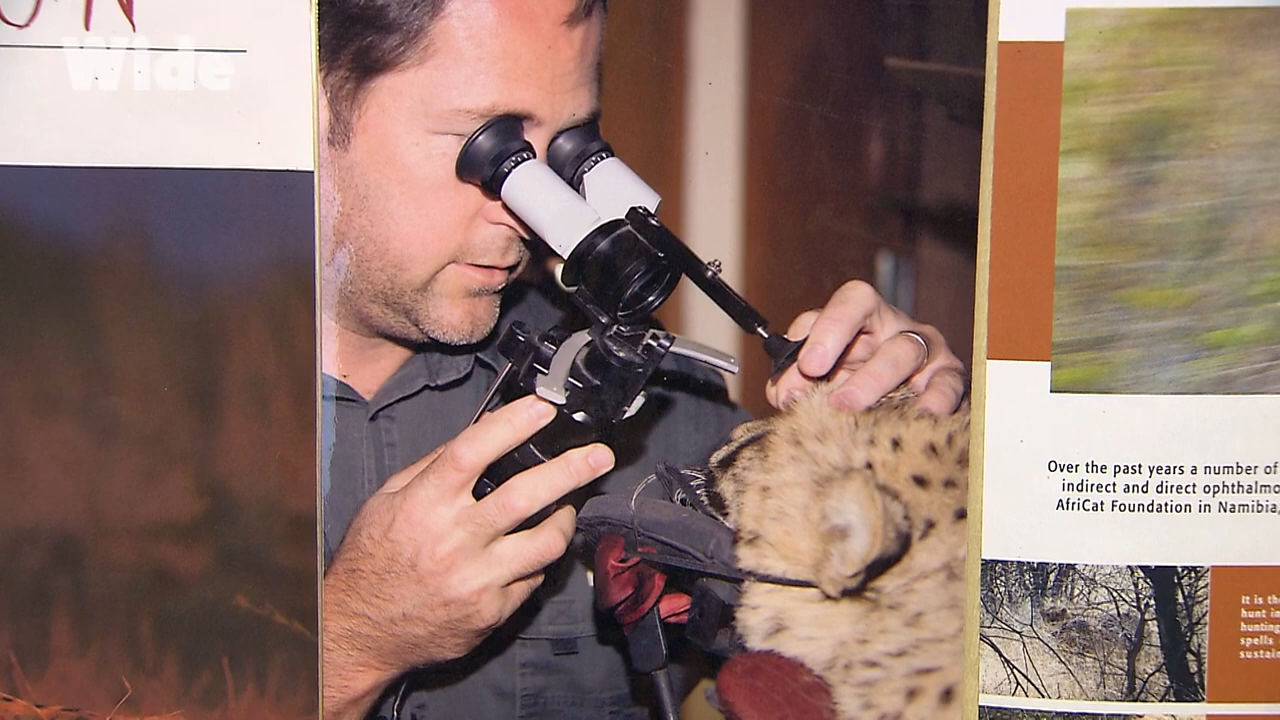 Wide
Over the past years a number of
indirect and direct ophthalmo
AfriCat Foundation in Namibia,
It is the
hunt in
hunting
spells
sustain